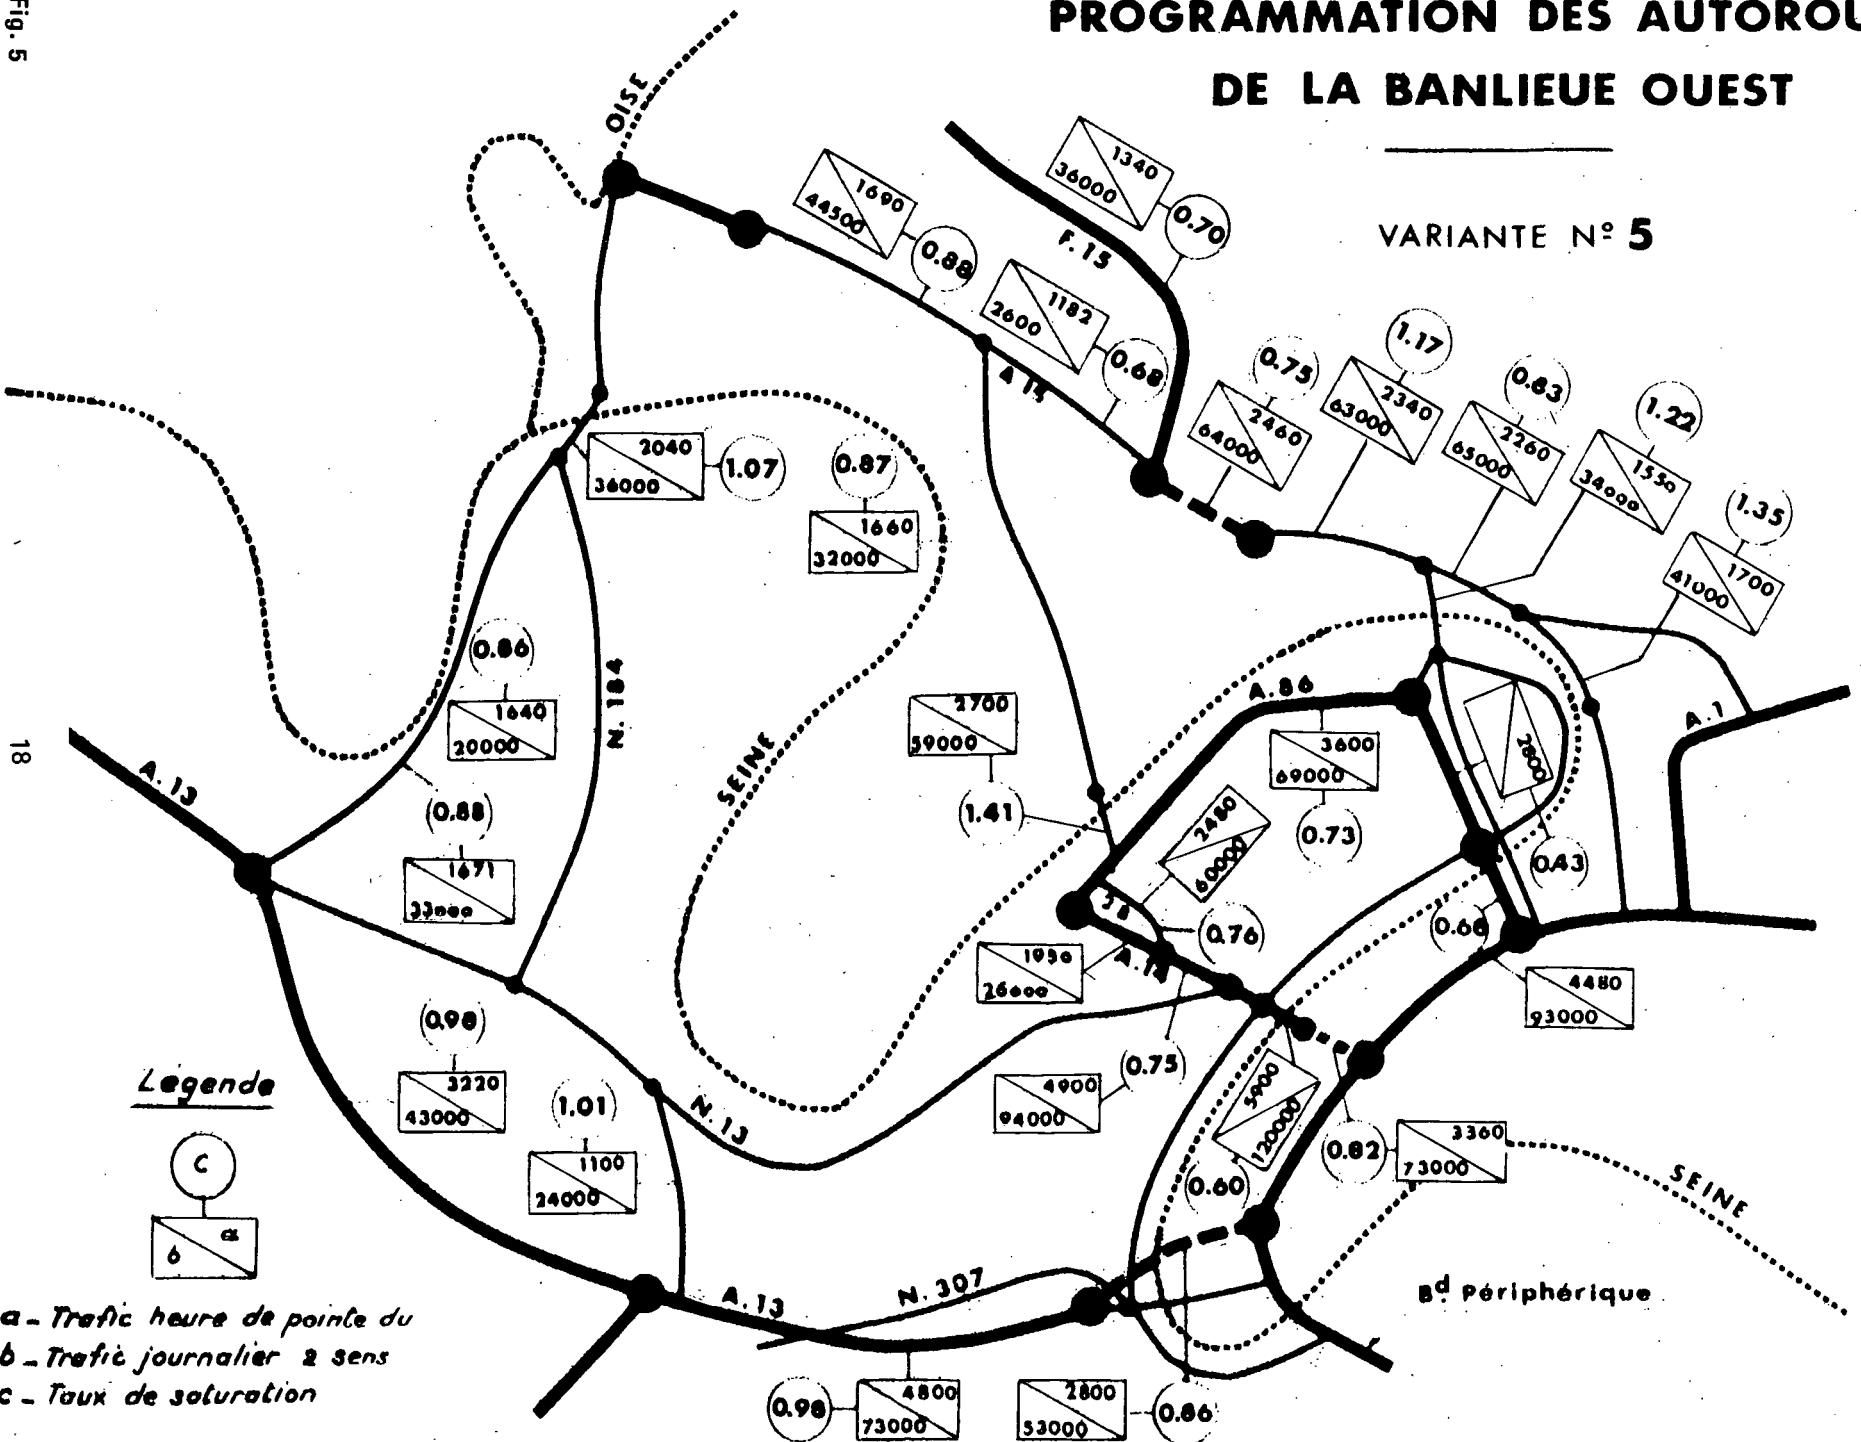 Fig. 5
PROGRAMMATION DES AUTOROU
DE LA BANLIEUE OUEST
VARIANTE Nº 5
OISE
1690
44500
0.88
1340
36000
0.70
F. 15
1182
2600
0.68
A 15
0.75
2460
64000
1.17
2340
63000
0.83
2260
65000
1.22
1550
34000
1.35
1700
41000
2040
36000
1.07
0.87
1660
32000
0.86
1640
20000
N. 184
18
A. 13
0.88
1671
33000
SEINE
2700
59000
1.41
A. 86
3600
69000
0.73
2800
0.43
A. 1
2480
60000
0.76
0.68
4480
93000
1950
26600
A. 14
0.98
3220
43000
1.01
1100
24000
N. 13
4900
94000
0.75
5900
120000
0.60
0.82
3360
73000
SEINE
Légende
c
a
b
a - Trafic heure de pointe du
b - Trafic journalier 2 sens
c - Taux de saturation
A. 13
N. 307
Bd Périphérique
0.98
4800
73000
2800
53000
0.86